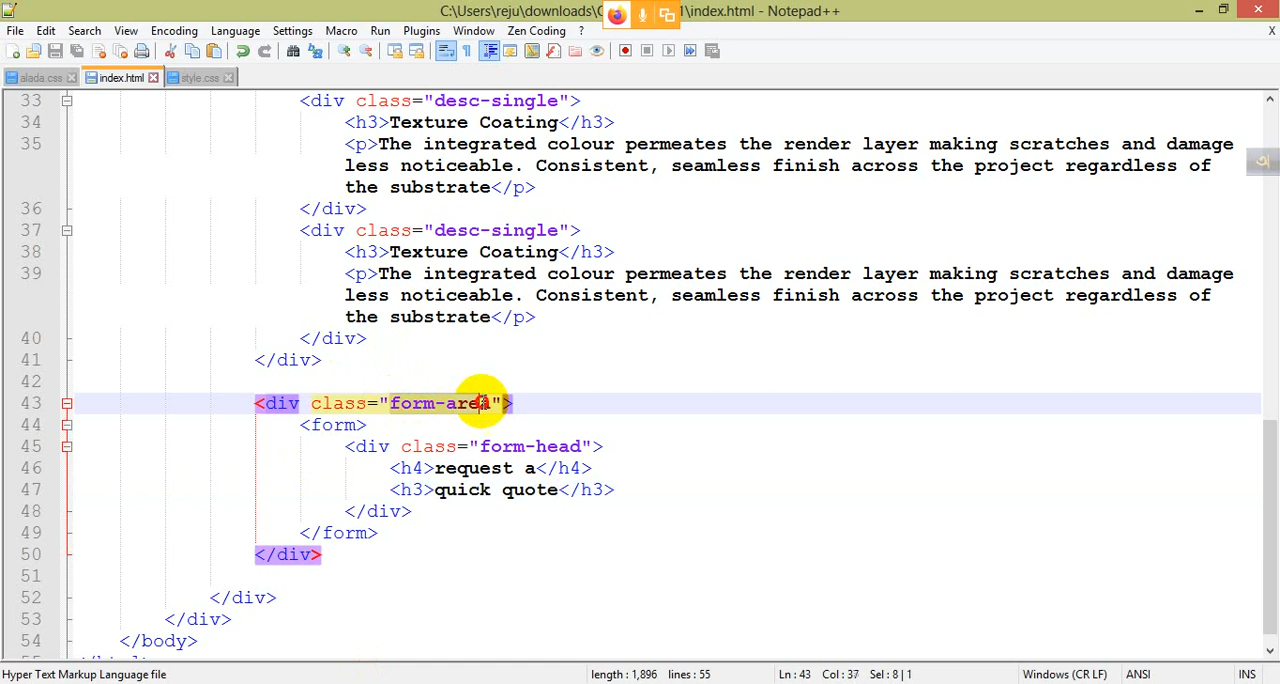 C:\Users\reju\downloads\ 1\index.html - Notepad++
File Edit Search View Encoding Language Settings Macro Run Plugins Window Zen Coding ? X
alada.css index.html style.css
33 <div class="desc-single">
34 <h3>Texture Coating</h3>
35 <p>The integrated colour permeates the render layer making scratches and damage
less noticeable. Consistent, seamless finish across the project regardless of
the substrate</p>
36 </div>
37 <div class="desc-single">
38 <h3>Texture Coating</h3>
39 <p>The integrated colour permeates the render layer making scratches and damage
less noticeable. Consistent, seamless finish across the project regardless of
the substrate</p>
40 </div>
41 </div>
42
43 <div class="form-area">
44 <form>
45 <div class="form-head">
46 <h4>request a</h4>
47 <h3>quick quote</h3>
48 </div>
49 </form>
50 </div>
51
52 </div>
53 </div>
54 </body>
Hyper Text Markup Language file length : 1,896 lines : 55 Ln : 43 Col : 37 Sel : 8 | 1 Windows (CR LF) ANSI INS